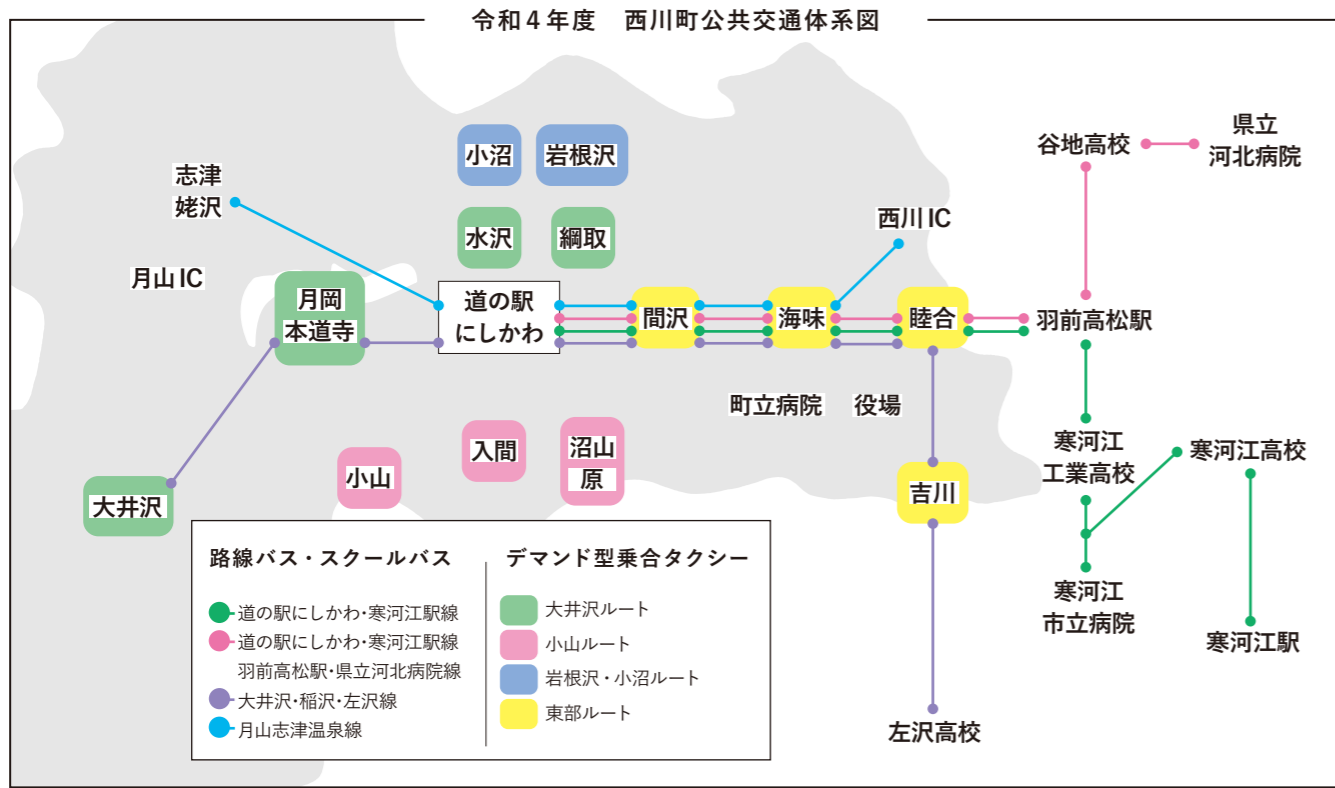 令和4年度　西川町公共交通体系図
志津
姥沢
月山IC
小沼
岩根沢
水沢
綱取
月岡
本道寺
道の駅
にしかわ
間沢
海味
睦合
西川IC
谷地高校
県立
河北病院
羽前高松駅
町立病院
役場
大井沢
小山
入間
沼山
原
吉川
寒河江
工業高校
寒河江高校
寒河江
市立病院
寒河江駅
左沢高校
路線バス・スクールバス
道の駅にしかわ・寒河江駅線
道の駅にしかわ・寒河江駅線
羽前高松駅・県立河北病院線
大井沢・稲沢・左沢線
月山志津温泉線
デマンド型乗合タクシー
大井沢ルート
小山ルート
岩根沢・小沼ルート
東部ルート